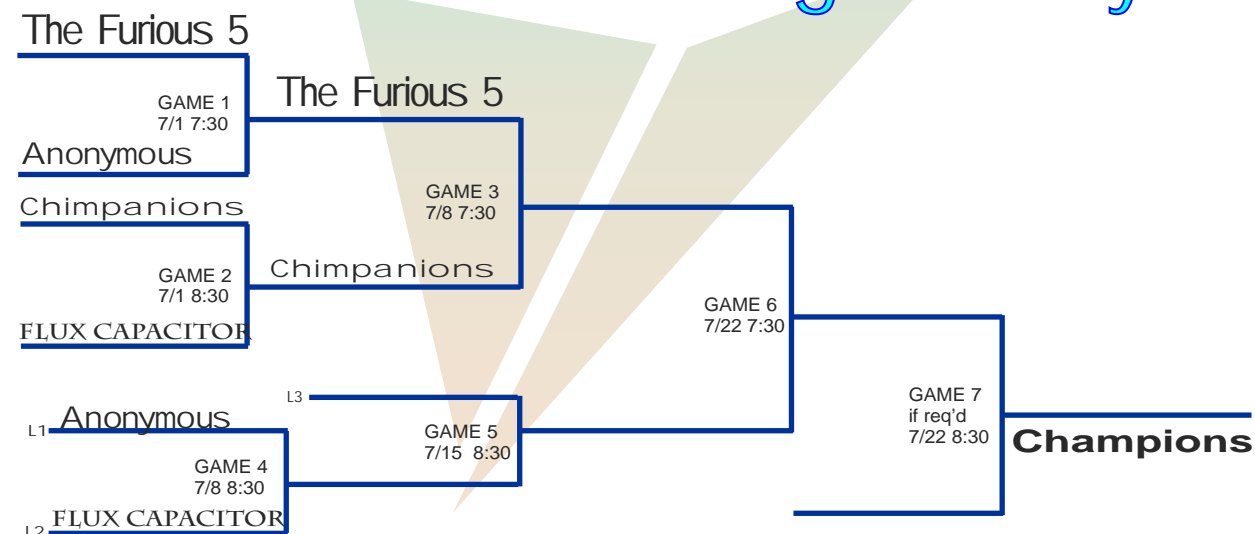 The Furious 5
GAME 1
7/1 7:30
The Furious 5
Anonymous
Chimpanions
GAME 3
7/8 7:30
GAME 2
7/1 8:30
Chimpanions
FLUX CAPACITOR
GAME 6
7/22 7:30
L3
L1 Anonymous
GAME 5
7/15 8:30
GAME 4
7/8 8:30
L2 FLUX CAPACITOR
GAME 7
if req'd
7/22 8:30
Champions